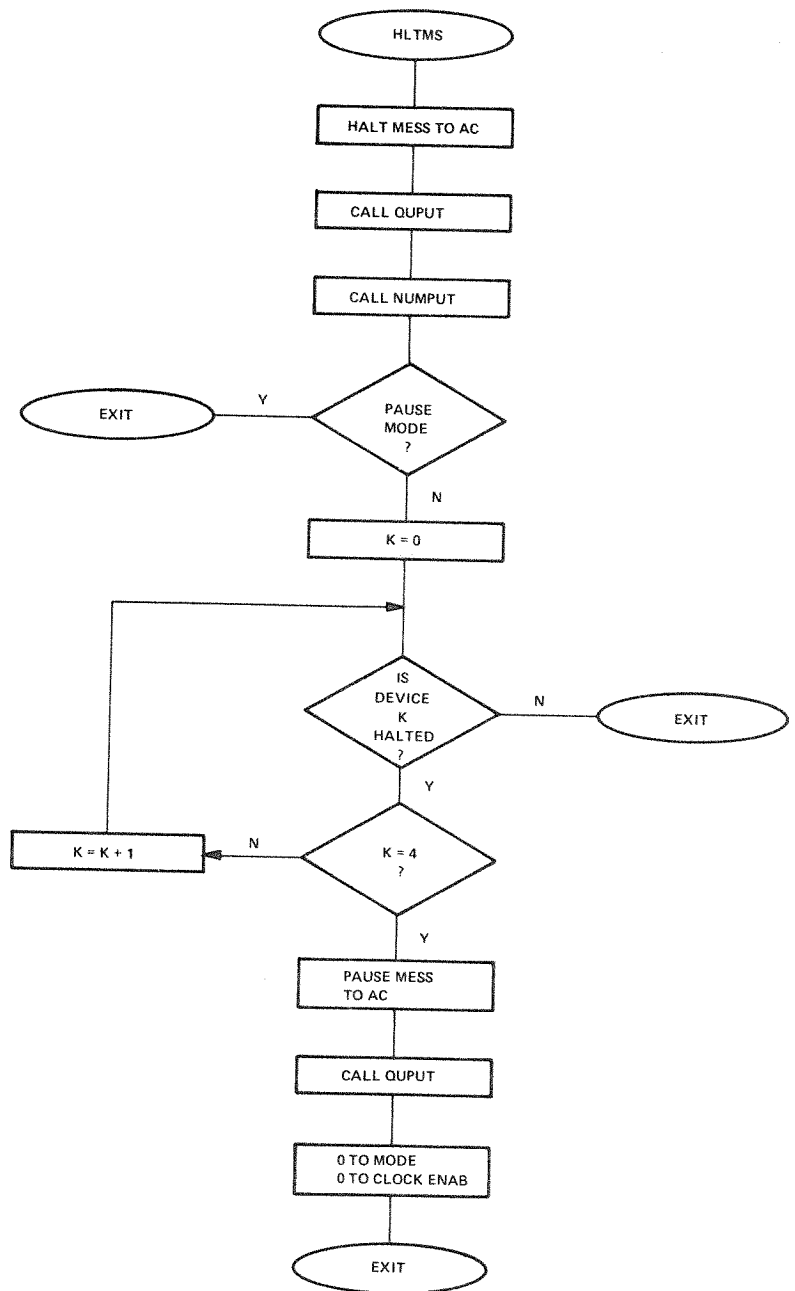 HLTMS
HALT MESS TO AC
CALL QUPUT
CALL NUMPUT
Y
EXIT
PAUSE
MODE
?
N
K = 0
IS
DEVICE
K
HALTED
?
N
EXIT
Y
K = K + 1
N
K = 4
?
Y
PAUSE MESS
TO AC
CALL QUPUT
0 TO MODE
0 TO CLOCK ENAB
EXIT